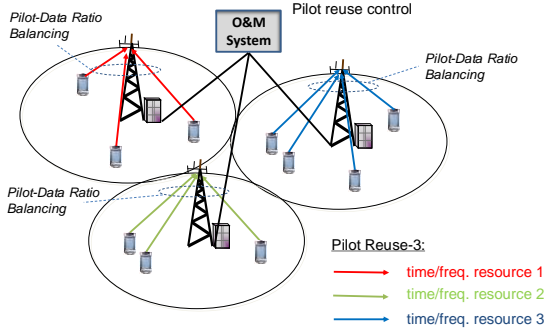 Pilot-Data Ratio
Balancing
O&M
System
Pilot reuse control
Pilot-Data Ratio
Balancing
Pilot-Data Ratio
Balancing
Pilot Reuse-3:
time/freq. resource 1
time/freq. resource 2
time/freq. resource 3